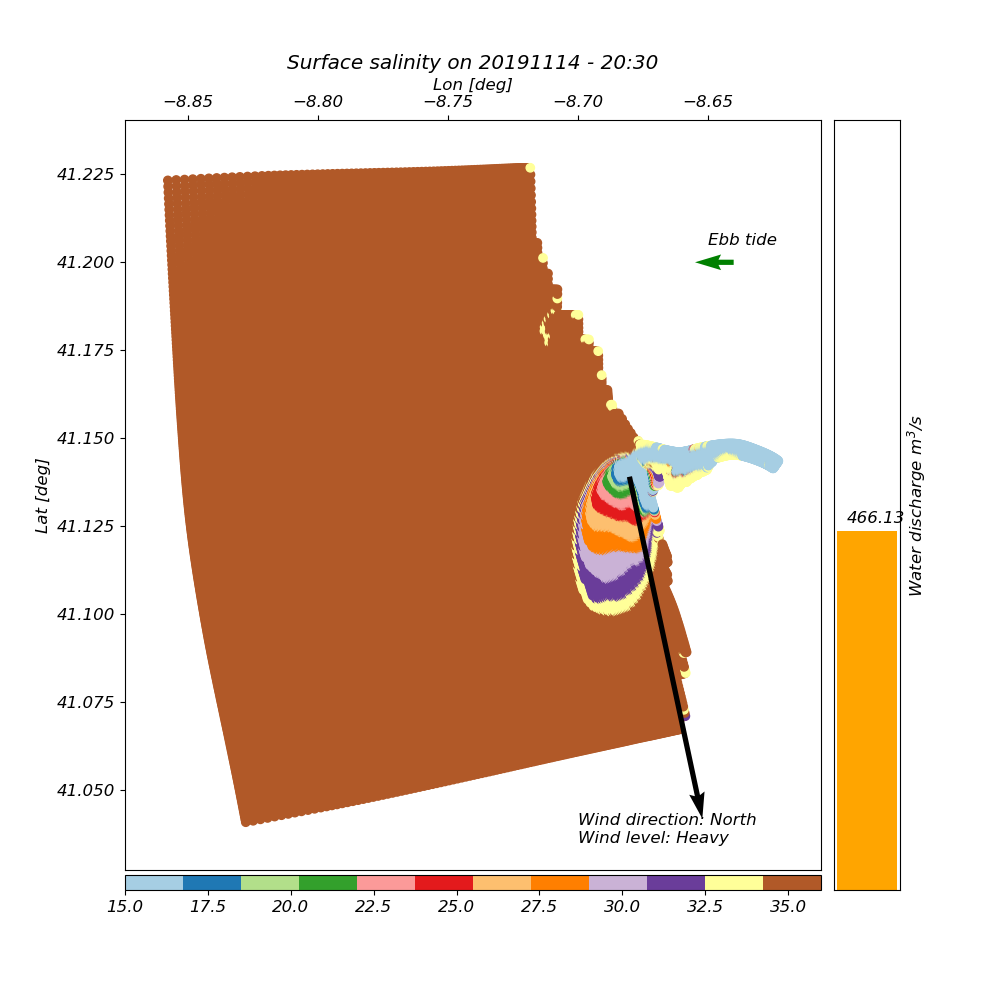 Surface salinity on 20191114 - 20:30
Lon [deg]
−8.85 −8.80 −8.75 −8.70 −8.65
41.225
41.200
41.175
41.150
41.125
41.100
41.075
41.050
Lat [deg]
Ebb tide
466.13
Water discharge m³/s
Wind direction: North
Wind level: Heavy
15.0 17.5 20.0 22.5 25.0 27.5 30.0 32.5 35.0